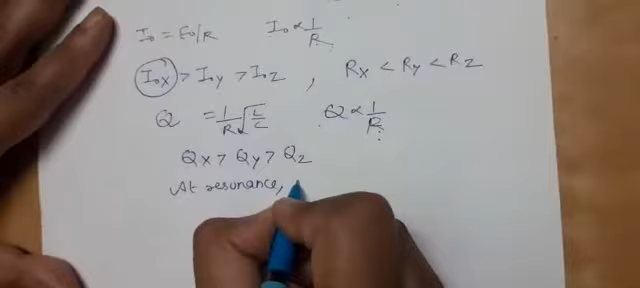 I₀ = E₀/R I₀ ∝ 1/R
I₀X > I₀Y > I₀Z , RX < RY < RZ
Q = 1/R √L/C Q ∝ 1/R
QX > QY > QZ
At resonance,